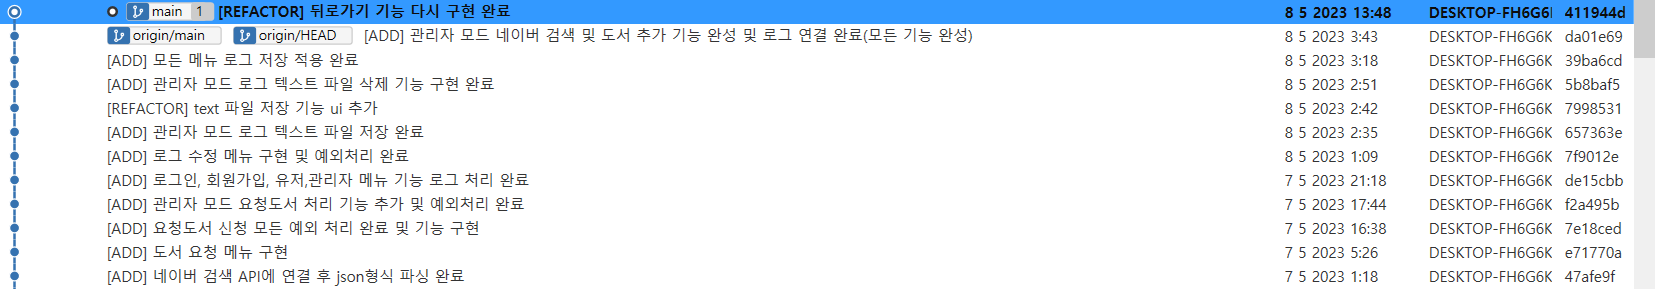 main 1 [REFACTOR] 뒤로가기 기능 다시 구현 완료 8 5 2023 13:48 DESKTOP-FH6G6 411944d
origin/main origin/HEAD [ADD] 관리자 모드 네이버 검색 및 도서 추가 기능 완성 및 로그 연결 완료(모든 기능 완성) 8 5 2023 3:43 DESKTOP-FH6G6K da01e69
[ADD] 모든 메뉴 로그 저장 적용 완료 8 5 2023 3:18 DESKTOP-FH6G6K 39ba6cd
[ADD] 관리자 모드 로그 텍스트 파일 삭제 기능 구현 완료 8 5 2023 2:51 DESKTOP-FH6G6K 5b8baf5
[REFACTOR] text 파일 저장 기능 ui 추가 8 5 2023 2:42 DESKTOP-FH6G6K 7998531
[ADD] 관리자 모드 로그 텍스트 파일 저장 완료 8 5 2023 2:35 DESKTOP-FH6G6K 657363e
[ADD] 로그 수정 메뉴 구현 및 예외처리 완료 8 5 2023 1:09 DESKTOP-FH6G6K 7f9012e
[ADD] 로그인, 회원가입, 유저,관리자 메뉴 기능 로그 처리 완료 7 5 2023 21:18 DESKTOP-FH6G6K de15cbb
[ADD] 관리자 모드 요청도서 처리 기능 추가 및 예외처리 완료 7 5 2023 17:44 DESKTOP-FH6G6K f2a495b
[ADD] 요청도서 신청 모든 예외 처리 완료 및 기능 구현 7 5 2023 16:38 DESKTOP-FH6G6K 7e18ced
[ADD] 도서 요청 메뉴 구현 7 5 2023 5:26 DESKTOP-FH6G6K e71770a
[ADD] 네이버 검색 API에 연결 후 json형식 파싱 완료 7 5 2023 1:18 DESKTOP-FH6G6K 47afe9f